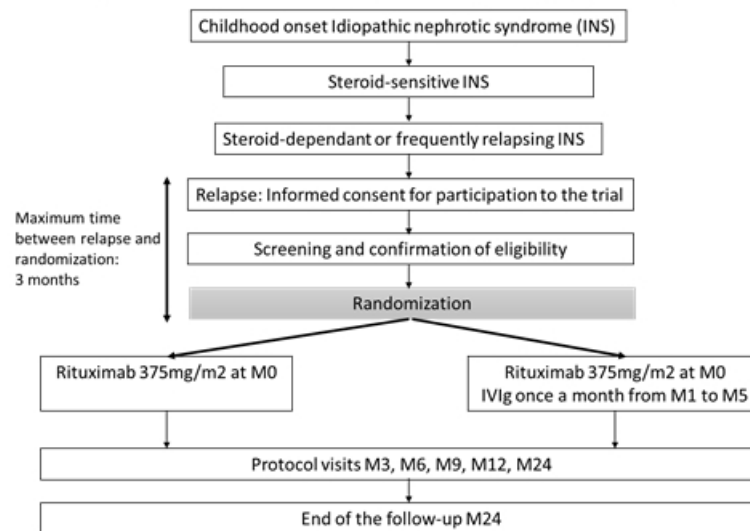 Childhood onset Idiopathic nephrotic syndrome (INS)
Steroid-sensitive INS
Steroid-dependant or frequently relapsing INS
Relapse: Informed consent for participation to the trial
Maximum time
between relapse and
randomization:
3 months
Screening and confirmation of eligibility
Randomization
Rituximab 375mg/m2 at M0
Rituximab 375mg/m2 at M0
IVIg once a month from M1 to M5
Protocol visits M3, M6, M9, M12, M24
End of the follow-up M24